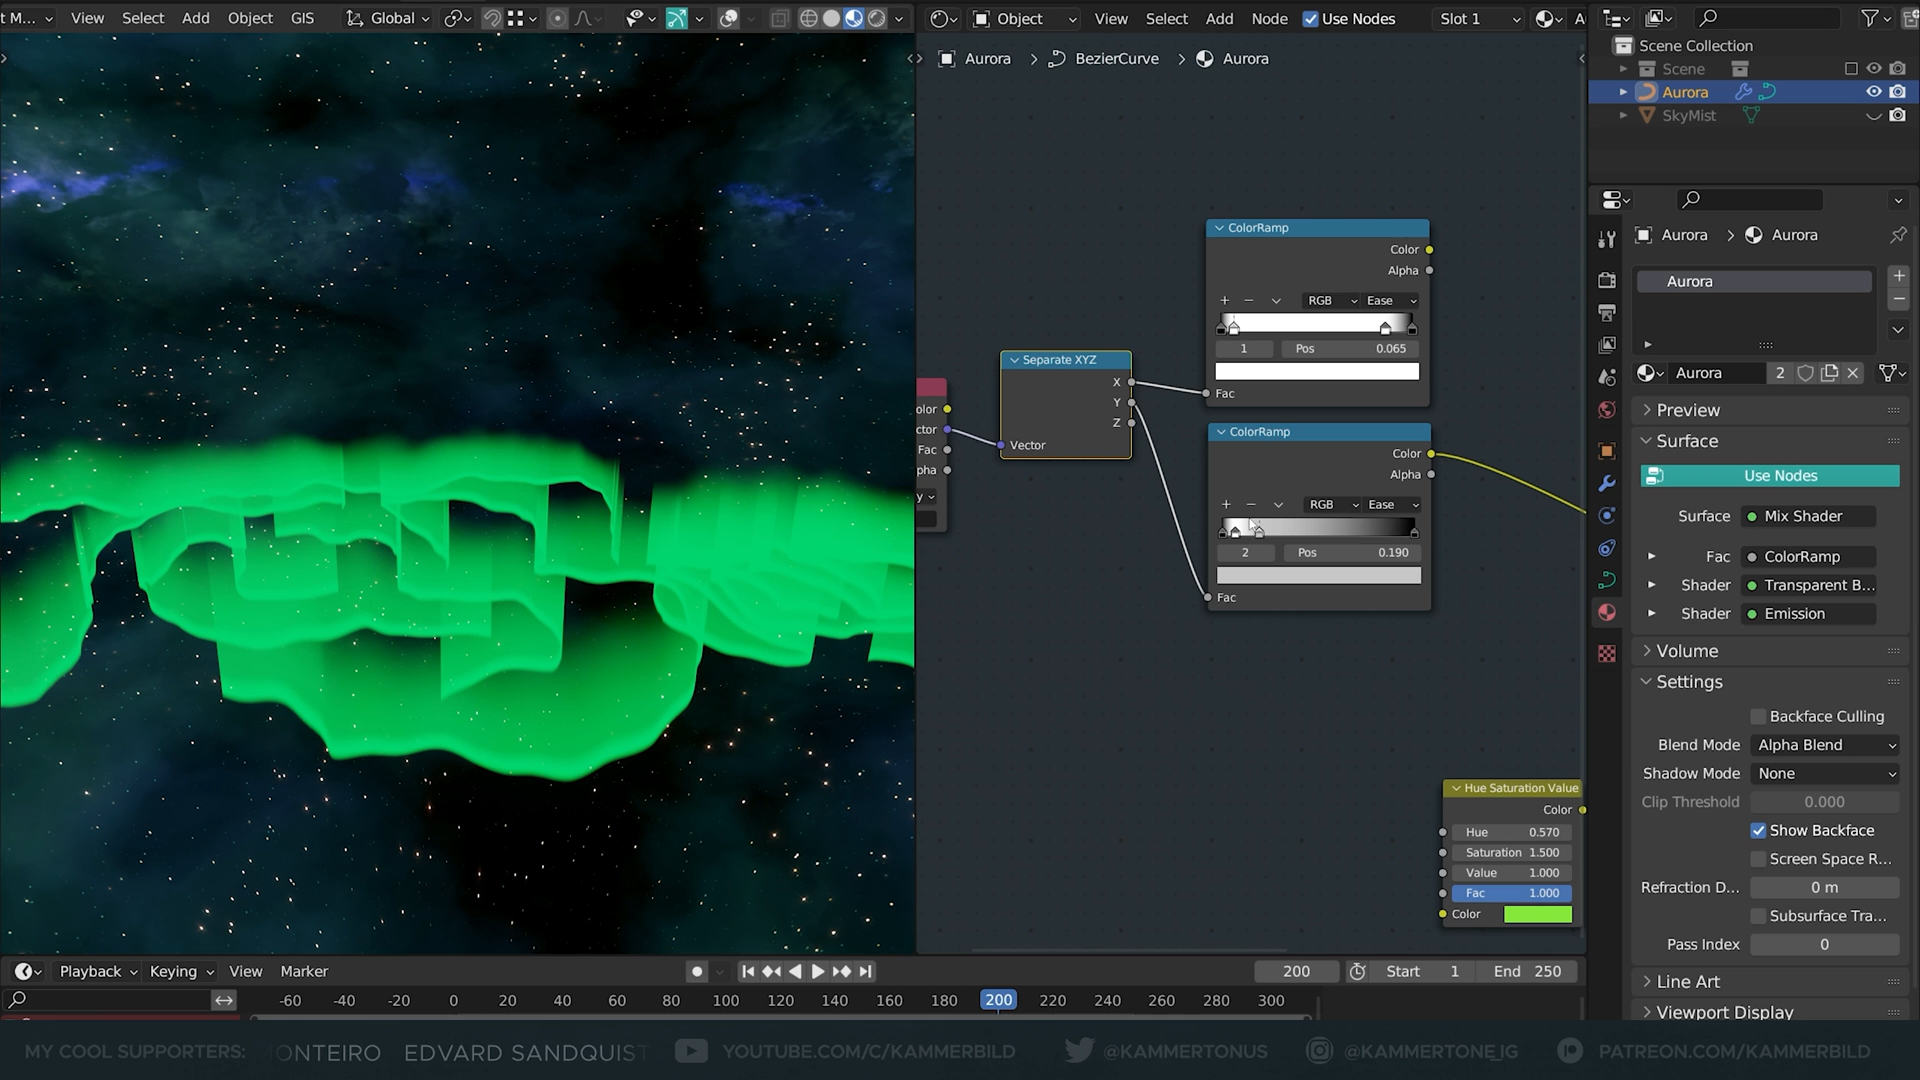 M... View Select Add Object GIS Global
Object View Select Add Node Use Nodes Slot 1
Aurora > BezierCurve > Aurora
Scene Collection
Scene
Aurora
SkyMist
Aurora > Aurora
Aurora
Aurora 2
Preview
Surface
Use Nodes
Surface Mix Shader
Fac ColorRamp
Shader Transparent B...
Shader Emission
Volume
Settings
Backface Culling
Blend Mode Alpha Blend
Shadow Mode None
Clip Threshold 0.000
Show Backface
Screen Space R...
Refraction D... 0 m
Subsurface Tra...
Pass Index 0
Line Art
Viewport Display
ColorRamp
Color
Alpha
RGB Ease
1 Pos 0.065
Fac
Separate XYZ
X
Y
Z
Vector
olor
ctor
Fac
pha
y
ColorRamp
Color
Alpha
RGB Ease
2 Pos 0.190
Fac
Hue Saturation Value
Color
Hue 0.570
Saturation 1.500
Value 1.000
Fac 1.000
Color
Playback Keying View Marker
200 Start 1 End 250
-60 -40 -20 0 20 40 60 80 100 120 140 160 180 200 220 240 260 280 300
MY COOL SUPPORTERS: ONTEIRO EDVARD SANDQUIST YOUTUBE.COM/C/KAMMERBILD @KAMMERTONUS @KAMMERTONE_IG PATREON.COM/KAMMERBILD